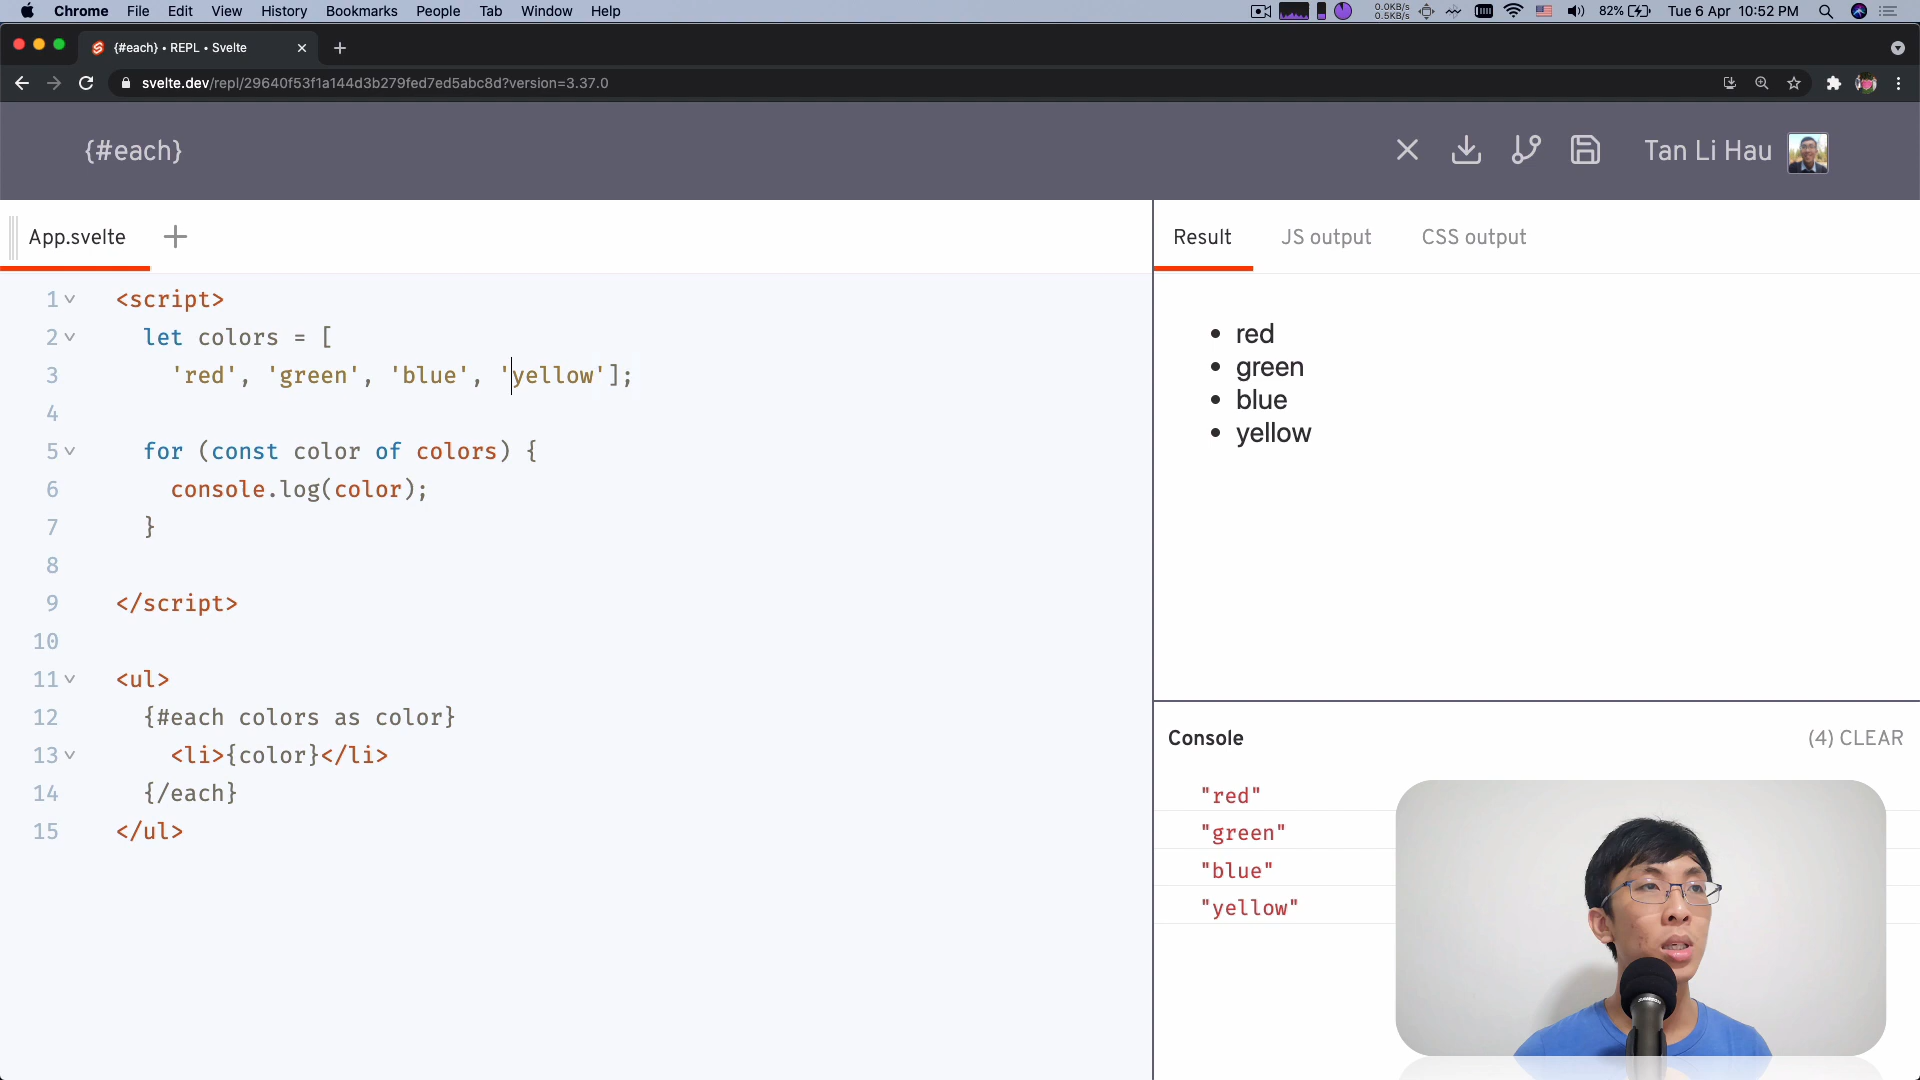 Chrome File Edit View History Bookmarks People Tab Window Help
0.0KB/s
0.5KB/s
82%
Tue 6 Apr 10:52 PM
{#each} • REPL • Svelte
svelte.dev/repl/29640f53f1a144d3b279fed7ed5abc8d?version=3.37.0
{#each}
Tan Li Hau
App.svelte
Result JS output CSS output
1 <script>
2 let colors = [
3 'red', 'green', 'blue', 'yellow'];
4
5 for (const color of colors) {
6 console.log(color);
7 }
8
9 </script>
10
11 <ul>
12 {#each colors as color}
13 <li>{color}</li>
14 {/each}
15 </ul>
• red
• green
• blue
• yellow
Console
(4) CLEAR
"red"
"green"
"blue"
"yellow"